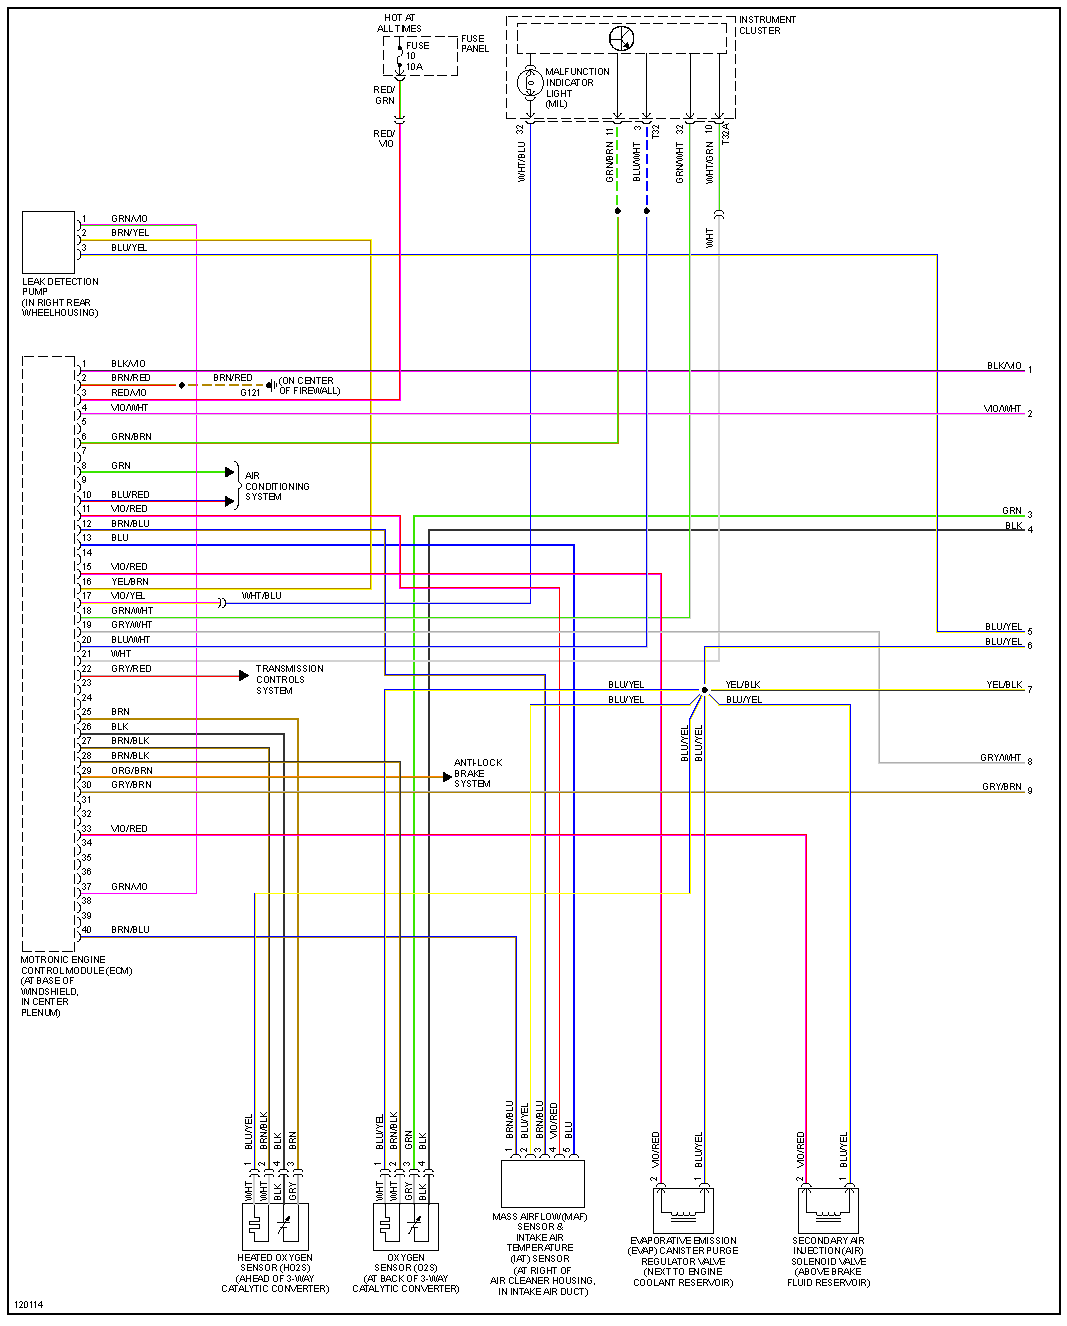 HOT AT
ALL TIMES
FUSE
10
10A
FUSE
PANEL
RED/
GRN
RED/
VIO
INSTRUMENT
CLUSTER
MALFUNCTION
INDICATOR
LIGHT
(MIL)
32
11
3
T32
32
10
T32A
WHT/BLU
GRN/BRN
BLU/WHT
GRN/WHT
WHT/GRN
WHT
1 GRN/VIO
2 BRN/YEL
3 BLU/YEL
LEAK DETECTION
PUMP
(IN RIGHT REAR
WHEELHOUSING)
1 BLK/VIO
2 BRN/RED
BRN/RED
G121
(ON CENTER
OF FIREWALL)
3 RED/VIO
4 VIO/WHT
5
6 GRN/BRN
7
8 GRN
9
10 BLU/RED
AIR
CONDITIONING
SYSTEM
11 VIO/RED
12 BRN/BLU
13 BLU
14
15 VIO/RED
16 YEL/BRN
17 VIO/YEL
WHT/BLU
18 GRN/WHT
19 GRY/WHT
20 BLU/WHT
21 WHT
22 GRY/RED
TRANSMISSION
CONTROLS
SYSTEM
23
24
25 BRN
26 BLK
27 BRN/BLK
28 BRN/BLK
29 ORG/BRN
ANTI-LOCK
BRAKE
SYSTEM
30 GRY/BRN
31
32
33 VIO/RED
34
35
36
37 GRN/VIO
38
39
40 BRN/BLU
MOTRONIC ENGINE
CONTROL MODULE (ECM)
(AT BASE OF
WINDSHIELD,
IN CENTER
PLENUM)
BLK/VIO 1
VIO/WHT 2
GRN 3
BLK 4
BLU/YEL 5
BLU/YEL 6
YEL/BLK 7
GRY/WHT 8
GRY/BRN 9
BLU/YEL
YEL/BLK
BLU/YEL
BLU/YEL
BLU/YEL
BLU/YEL
BLU/YEL
BRN/BLK
BLK
BRN
1
2
4
3
WHT
WHT
BLK
GRY
HEATED OXYGEN
SENSOR (HO2S)
(AHEAD OF 3-WAY
CATALYTIC CONVERTER)
BLU/YEL
BRN/BLK
GRN
BLK
1
2
3
4
WHT
WHT
GRY
BLK
OXYGEN
SENSOR (O2S)
(AT BACK OF 3-WAY
CATALYTIC CONVERTER)
BRN/BLU
BLU/YEL
BRN/BLU
VIO/RED
BLU
1
2
3
4
5
MASS AIRFLOW (MAF)
SENSOR &
INTAKE AIR
TEMPERATURE
(IAT) SENSOR
(AT RIGHT OF
AIR CLEANER HOUSING,
IN INTAKE AIR DUCT)
VIO/RED
BLU/YEL
2
1
EVAPORATIVE EMISSION
(EVAP) CANISTER PURGE
REGULATOR VALVE
(NEXT TO ENGINE
COOLANT RESERVOIR)
VIO/RED
BLU/YEL
2
1
SECONDARY AIR
INJECTION (AIR)
SOLENOID VALVE
(ABOVE BRAKE
FLUID RESERVOIR)
120114